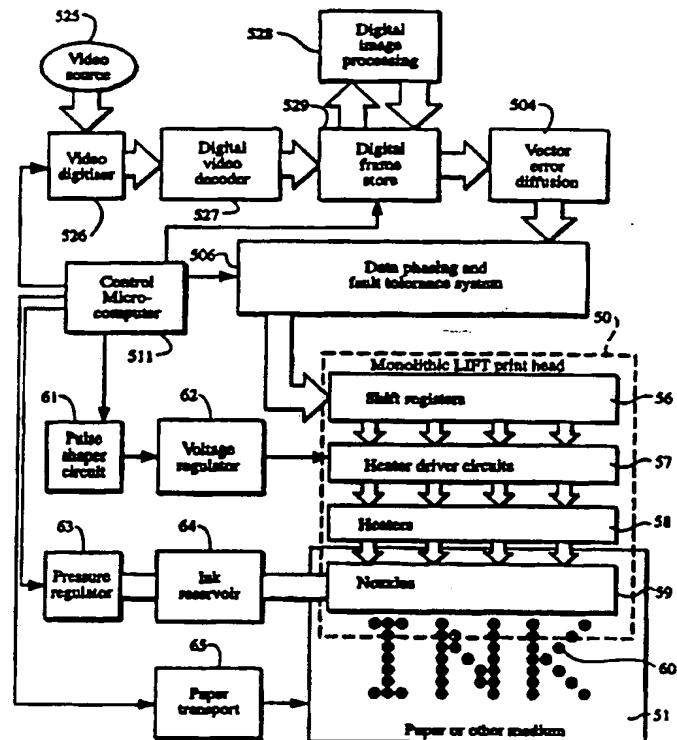 525
Video
source
528
Digital
image
processing
529
504
Video
digitiser
526
Digital
video
decoder
527
Digital
frame
store
Vector
error
diffusion
506
Data phasing and
fault tolerance system
Control
Micro-
computer
511
50
Monolithic LIFT print head
Shift registers
56
61
Pulse
shaper
circuit
62
Voltage
regulator
Heater driver circuits
57
Heaters
58
63
Pressure
regulator
64
Ink
reservoir
Nozzles
59
INK
60
65
Paper
transport
51
Paper or other medium